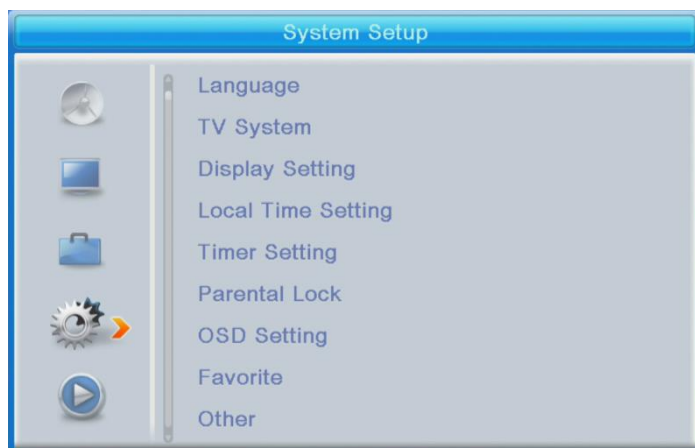 System Setup
Language
TV System
Display Setting
Local Time Setting
Timer Setting
Parental Lock
OSD Setting
Favorite
Other